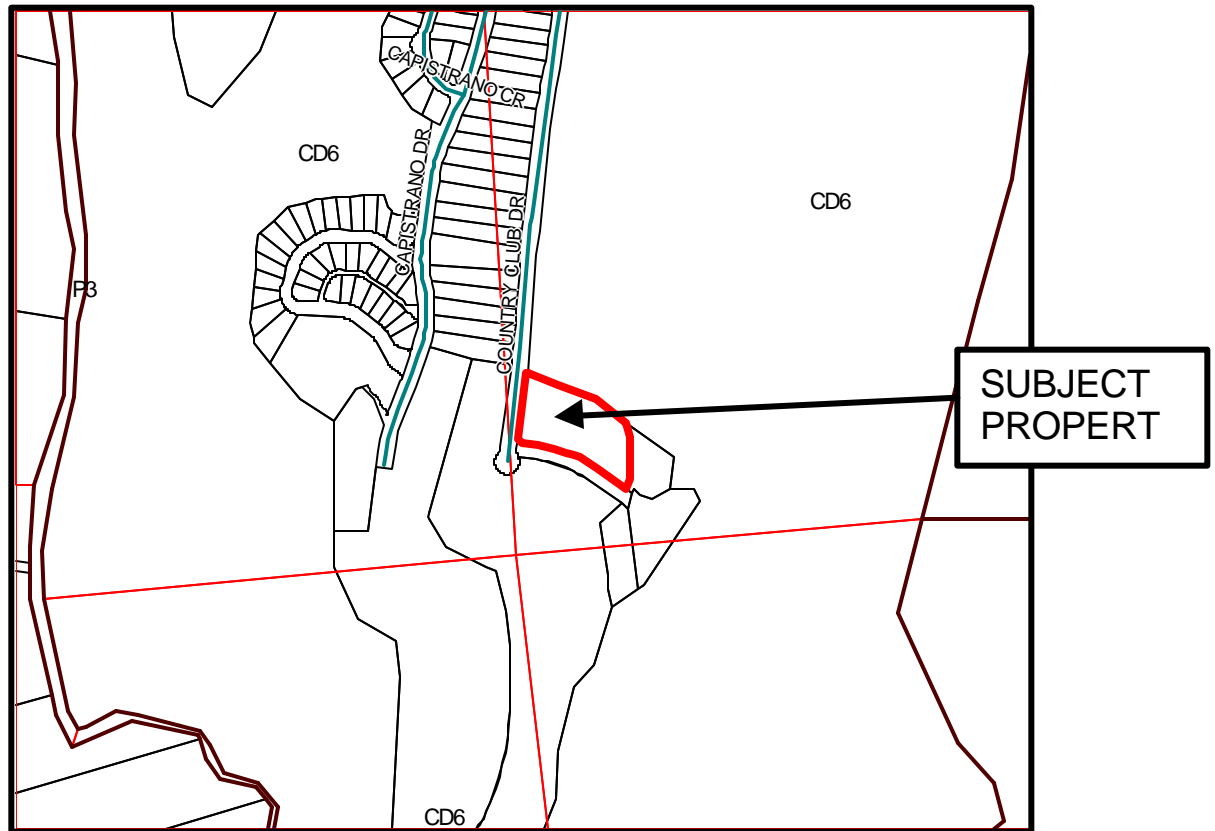 CAPISTRANO CR
CD6
CAPISTRANO DR
CD6
COUNTRY CLUB DR
P3
SUBJECT
PROPERT
CD6